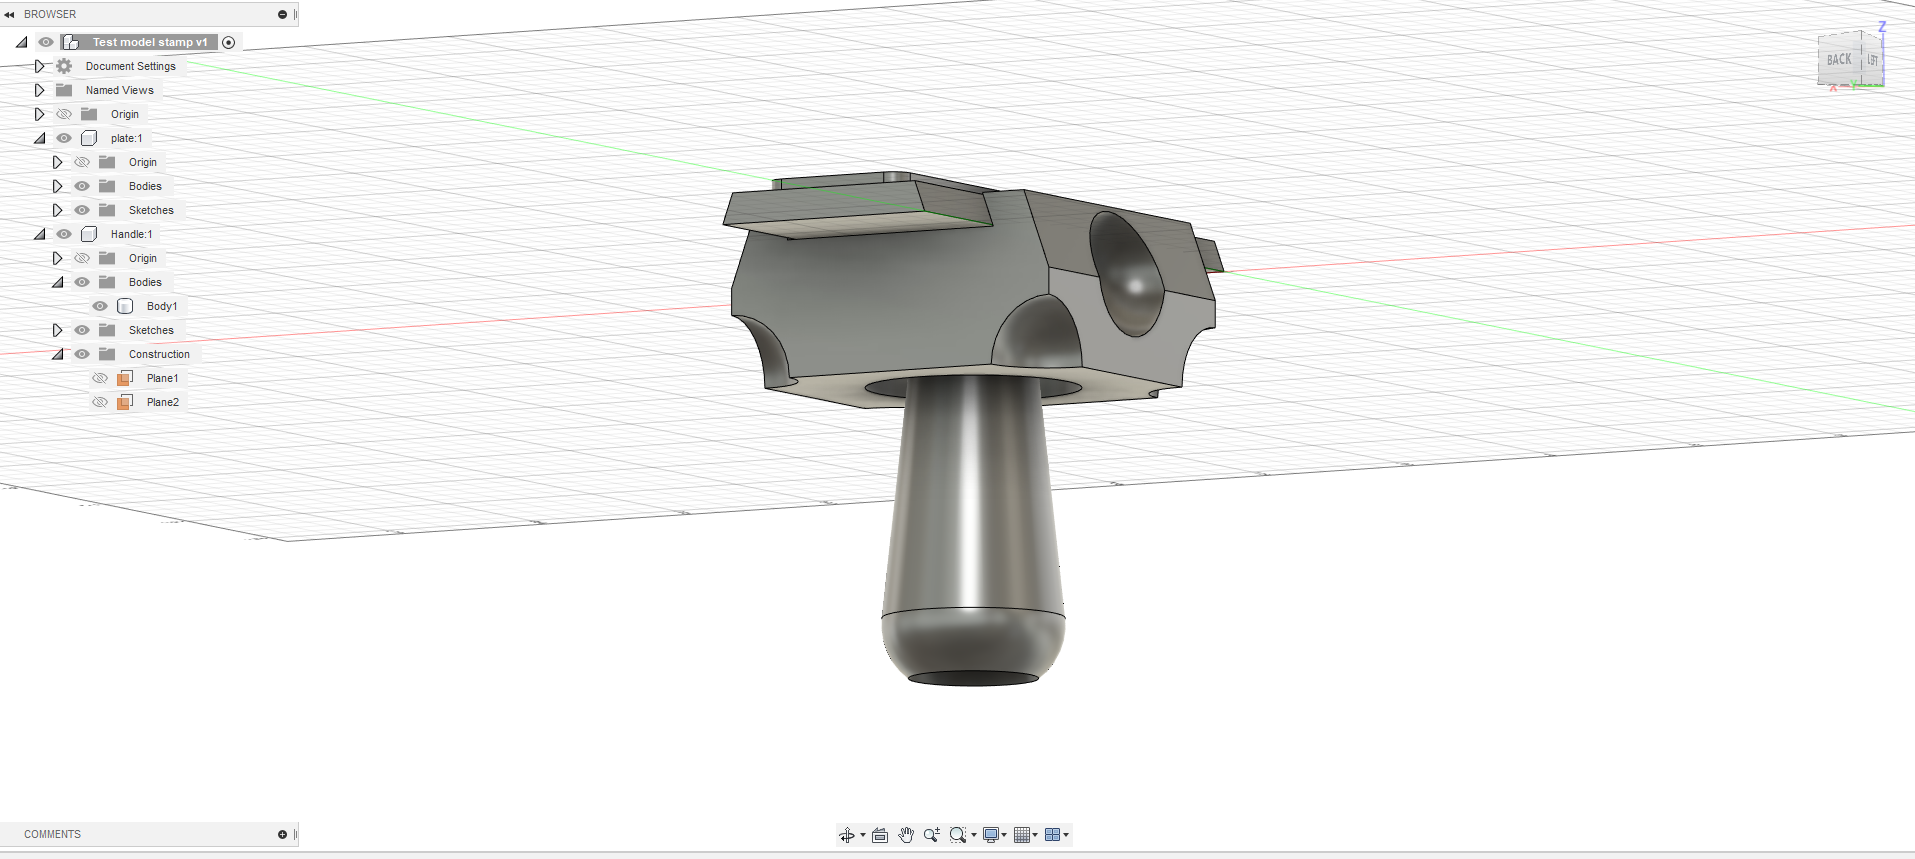 BROWSER
Test model stamp v1
Document Settings
Named Views
Origin
plate:1
Origin
Bodies
Sketches
Handle:1
Origin
Bodies
Body1
Sketches
Construction
Plane1
Plane2
COMMENTS
Z
BACK
LEFT
X
Y